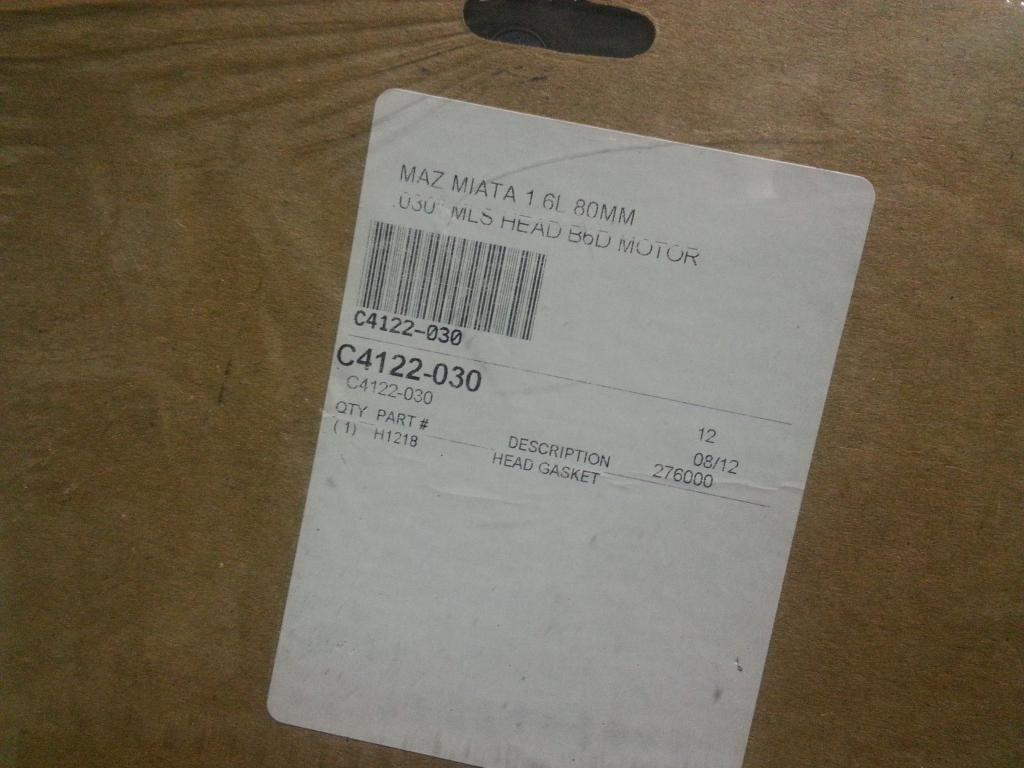 MAZ MIATA 1.6L 80MM
.030" MLS HEAD B6D MOTOR
C4122-030
C4122-030
C4122-030
12
QTY PART # DESCRIPTION 08/12
(1) H1218 HEAD GASKET 276000